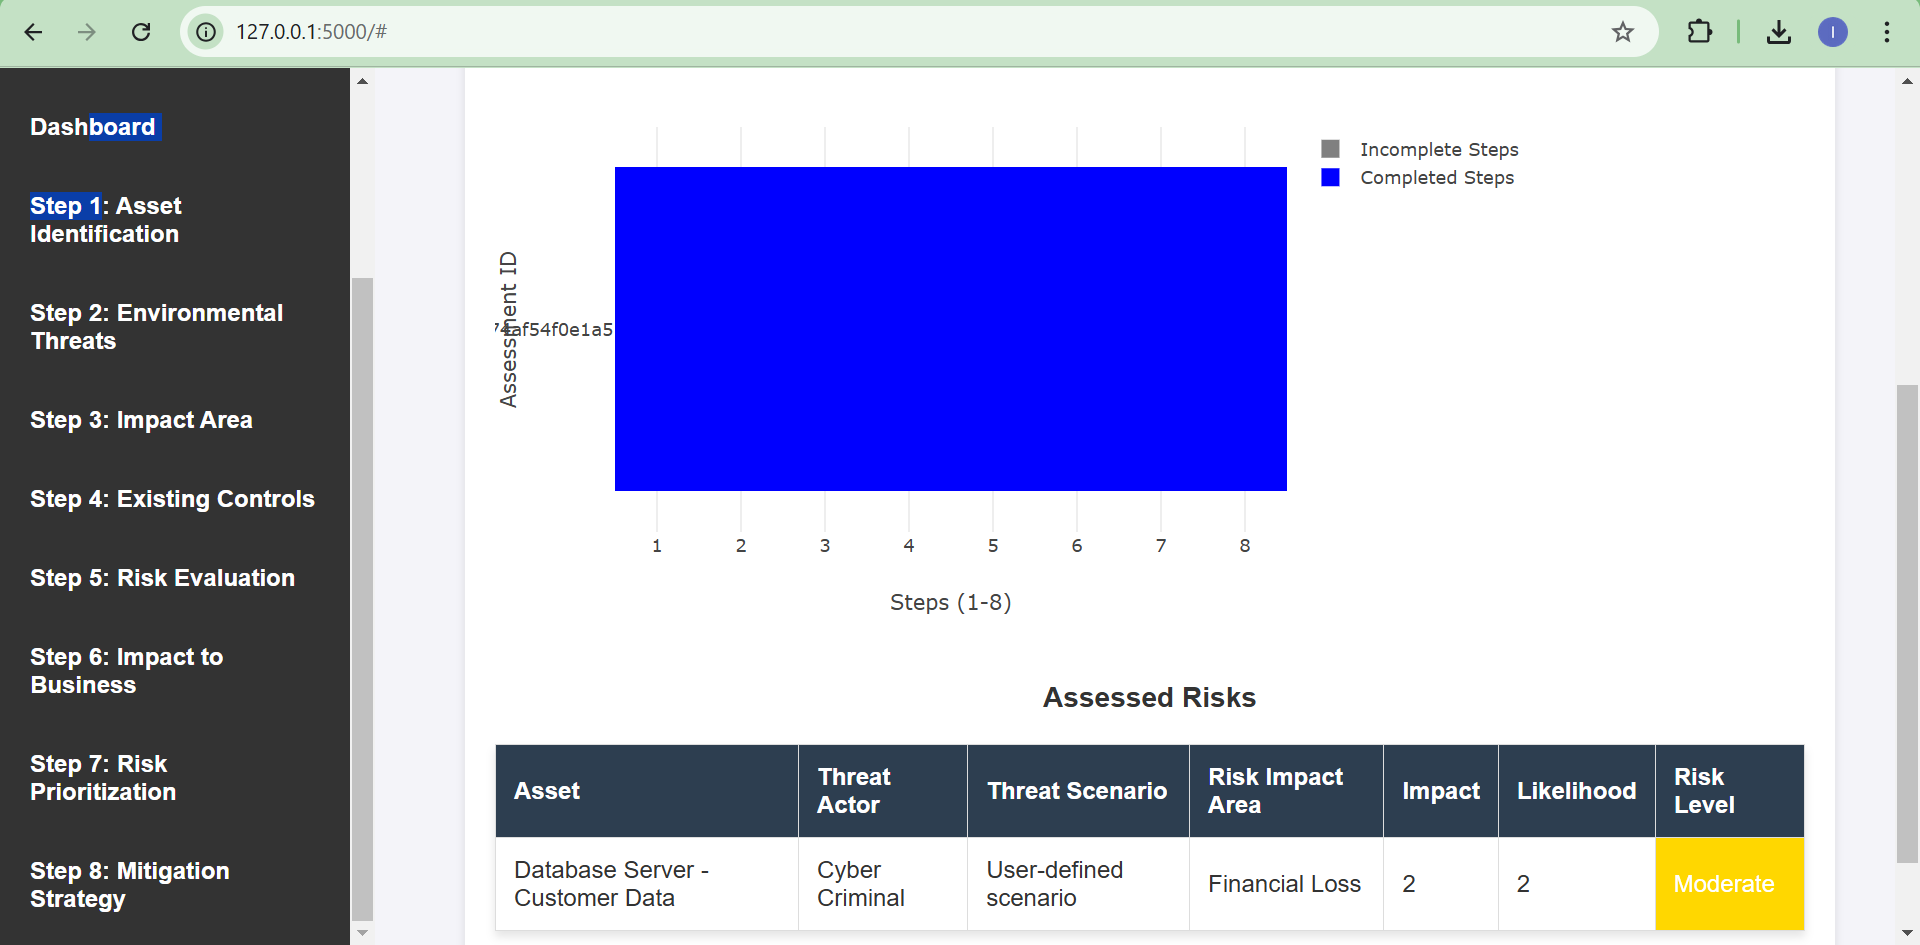 127.0.0.1:5000/#
I
Dashboard
Step 1: Asset
Identification
Step 2: Environmental
Threats
Step 3: Impact Area
Step 4: Existing Controls
Step 5: Risk Evaluation
Step 6: Impact to
Business
Step 7: Risk
Prioritization
Step 8: Mitigation
Strategy
Incomplete Steps
Completed Steps
Assessment ID
74af54f0e1a5
1 2 3 4 5 6 7 8
Steps (1-8)
Assessed Risks
Asset
Threat
Actor
Threat Scenario
Risk Impact
Area
Impact
Likelihood
Risk
Level
Database Server -
Customer Data
Cyber
Criminal
User-defined
scenario
Financial Loss
2
2
Moderate